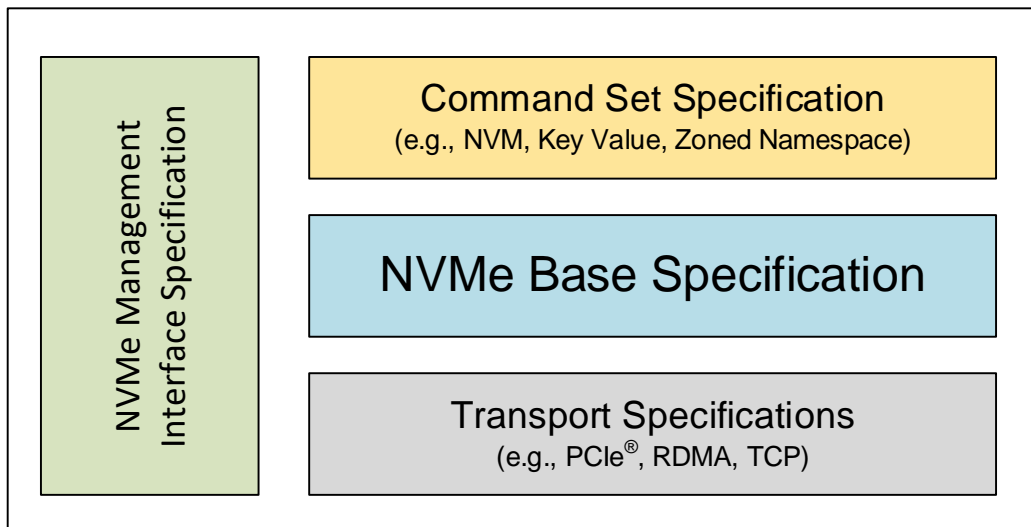 NVMe Management
Interface Specification
Command Set Specification
(e.g., NVM, Key Value, Zoned Namespace)
NVMe Base Specification
Transport Specifications
(e.g., PCIe®, RDMA, TCP)